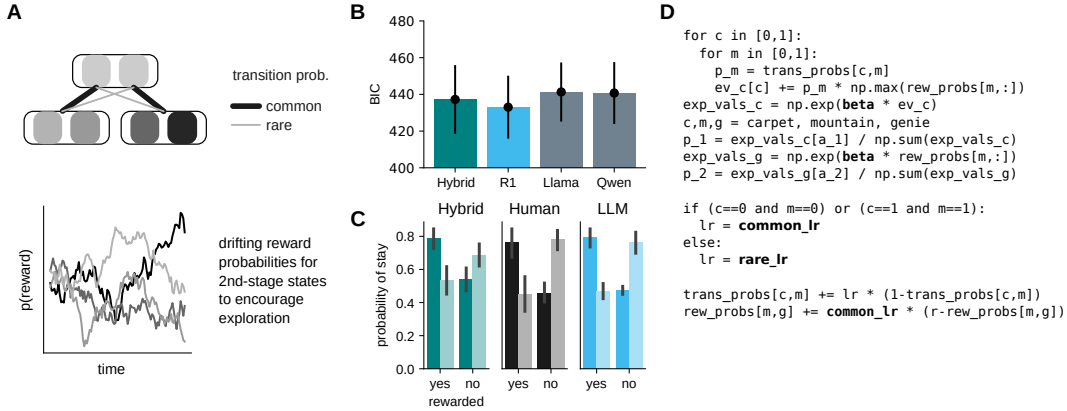 A
transition prob.
common
rare
p(reward)
time
drifting reward
probabilities for
2nd-stage states
to encourage
exploration
B
BIC
480
460
440
420
400
Hybrid
R1
Llama
Qwen
C
Hybrid
Human
LLM
probability of stay
0.8
0.6
0.4
0.2
0.0
yes
no
yes
no
yes
no
rewarded
D
for c in [0,1]:
for m in [0,1]:
p_m = trans_probs[c,m]
ev_c[c] += p_m * np.max(rew_probs[m,:])
exp_vals_c = np.exp(beta * ev_c)
c,m,g = carpet, mountain, genie
p_1 = exp_vals_c[a_1] / np.sum(exp_vals_c)
exp_vals_g = np.exp(beta * rew_probs[m,:])
p_2 = exp_vals_g[a_2] / np.sum(exp_vals_g)
if (c==0 and m==0) or (c==1 and m==1):
lr = common_lr
else:
lr = rare_lr
trans_probs[c,m] += lr * (1-trans_probs[c,m])
rew_probs[m,g] += common_lr * (r-rew_probs[m,g])